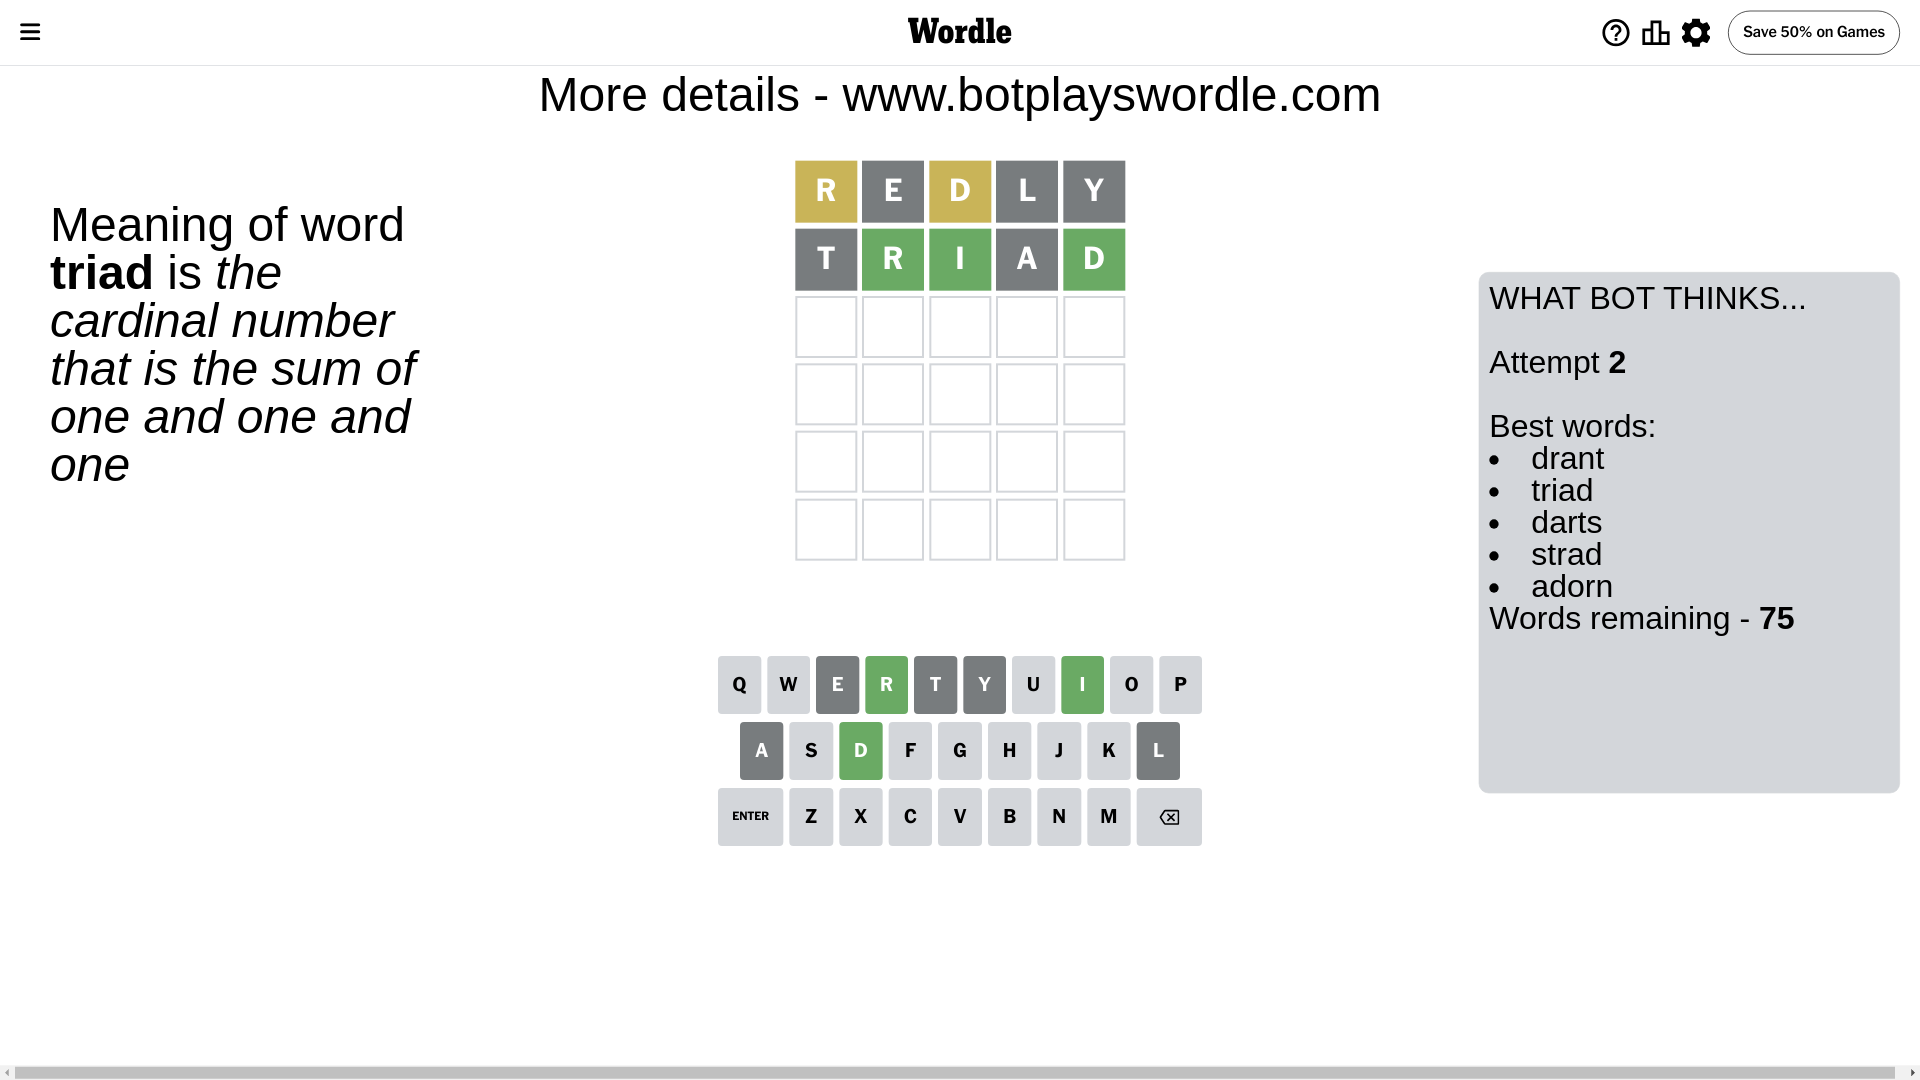 Wordle
Save 50% on Games
More details - www.botplayswordle.com
Meaning of word
triad is the
cardinal number
that is the sum of
one and one and
one
R E D L Y
T R I A D
WHAT BOT THINKS...
Attempt 2
Best words:
• drant
• triad
• darts
• strad
• adorn
Words remaining - 75
Q W E R T Y U I O P
A S D F G H J K L
ENTER Z X C V B N M